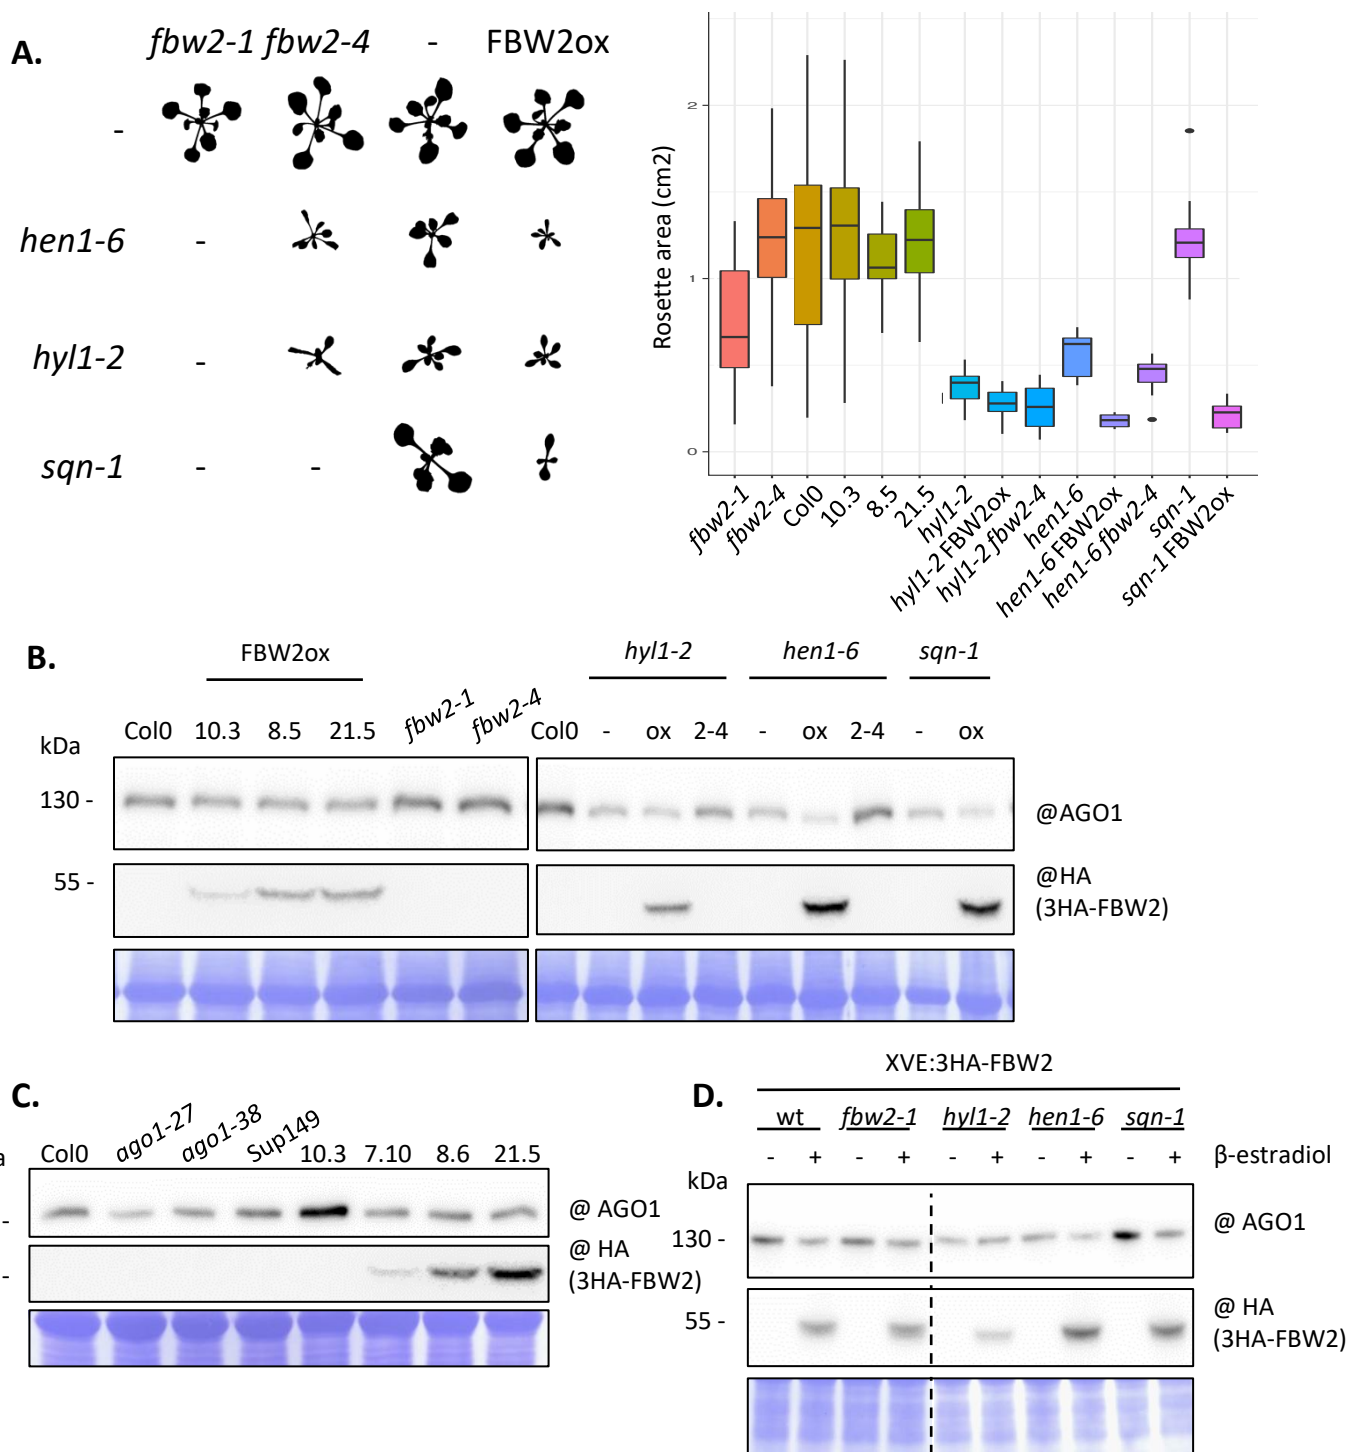 A.
fbw2-1 fbw2-4 - FBW2ox
-
hen1-6 -
hyl1-2 -
sqn-1 - -
Rosette area (cm2)
2
1
0
fbw2-1
fbw2-4
Col0
10.3
8.5
21.5
hyl1-2
hyl1-2 FBW2ox
hyl1-2 fbw2-4
hen1-6
hen1-6 FBW2ox
hen1-6 fbw2-4
sqn-1
sqn-1 FBW2ox
B.
FBW2ox hyl1-2 hen1-6 sqn-1
kDa Col0 10.3 8.5 21.5 fbw2-1 fbw2-4 Col0 - ox 2-4 - ox 2-4 - ox
130 - @AGO1
55 - @HA
(3HA-FBW2)
C.
Col0 ago1-27 ago1-38 Sup149 10.3 7.10 8.6 21.5
a
- @ AGO1
- @ HA
(3HA-FBW2)
D.
XVE:3HA-FBW2
wt fbw2-1 hyl1-2 hen1-6 sqn-1
- + - + - + - + - + β-estradiol
kDa
130 - @ AGO1
55 - @ HA
(3HA-FBW2)